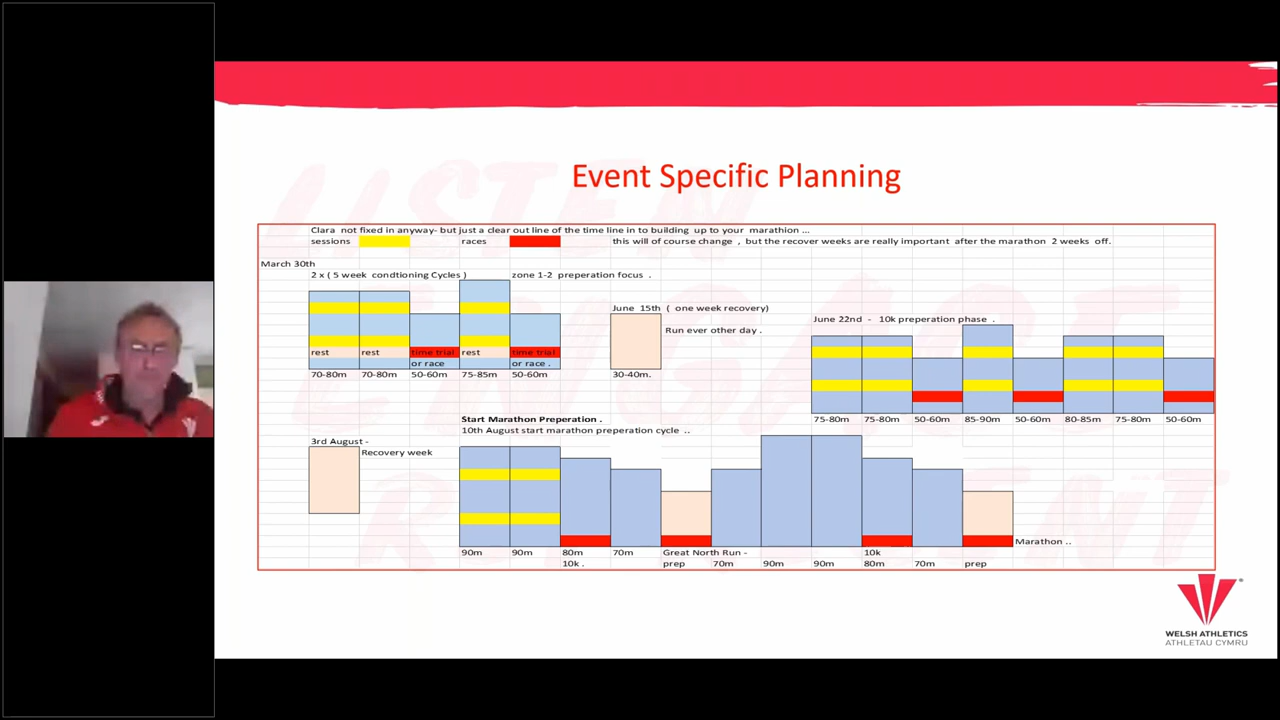 Event Specific Planning
Clara not fixed in anyway- but just a clear out line of the time line in to building up to your marathion ...
sessions races this will of course change , but the recover weeks are really important after the marathon 2 weeks off.
March 30th
2 x ( 5 week condtioning Cycles ) zone 1-2 preperation focus .
June 15th ( one week recovery)
June 22nd - 10k preperation phase .
Run ever other day .
rest rest time trial rest time trial
or race or race .
70-80m 70-80m 50-60m 75-85m 50-60m 30-40m.
75-80m 75-80m 50-60m 85-90m 50-60m 80-85m 75-80m 50-60m
Start Marathon Preperation .
10th August start marathon preperation cycle ..
3rd August -
Recovery week
Marathon ..
90m 90m 80m 70m Great North Run - 10k
10k . prep 70m 90m 90m 80m 70m prep
LISTEN
ENGAGE
REPRESENT
WELSH ATHLETICS
ATHLETAU CYMRU